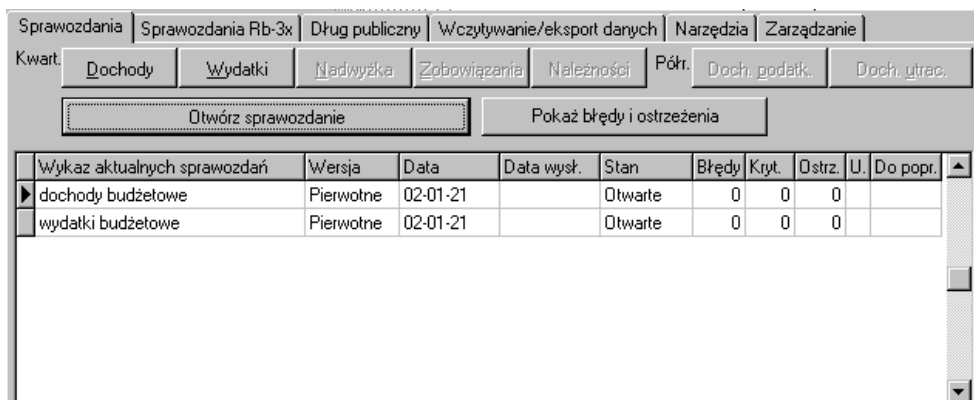 Sprawozdania Sprawozdania Rb-3x Dług publiczny Wczytywanie/eksport danych Narzędzia Zarządzanie
Kwart. Dochody Wydatki Nadwyżka Zobowiązania Należności Półr. Doch. podatk. Doch. utrac.
Otwórz sprawozdanie Pokaż błędy i ostrzeżenia
Wykaz aktualnych sprawozdań Wersja Data Data wysł. Stan Błędy Kryt. Ostrz. U. Do popr.
dochody budżetowe Pierwotne 02-01-21 Otwarte 0 0 0
wydatki budżetowe Pierwotne 02-01-21 Otwarte 0 0 0